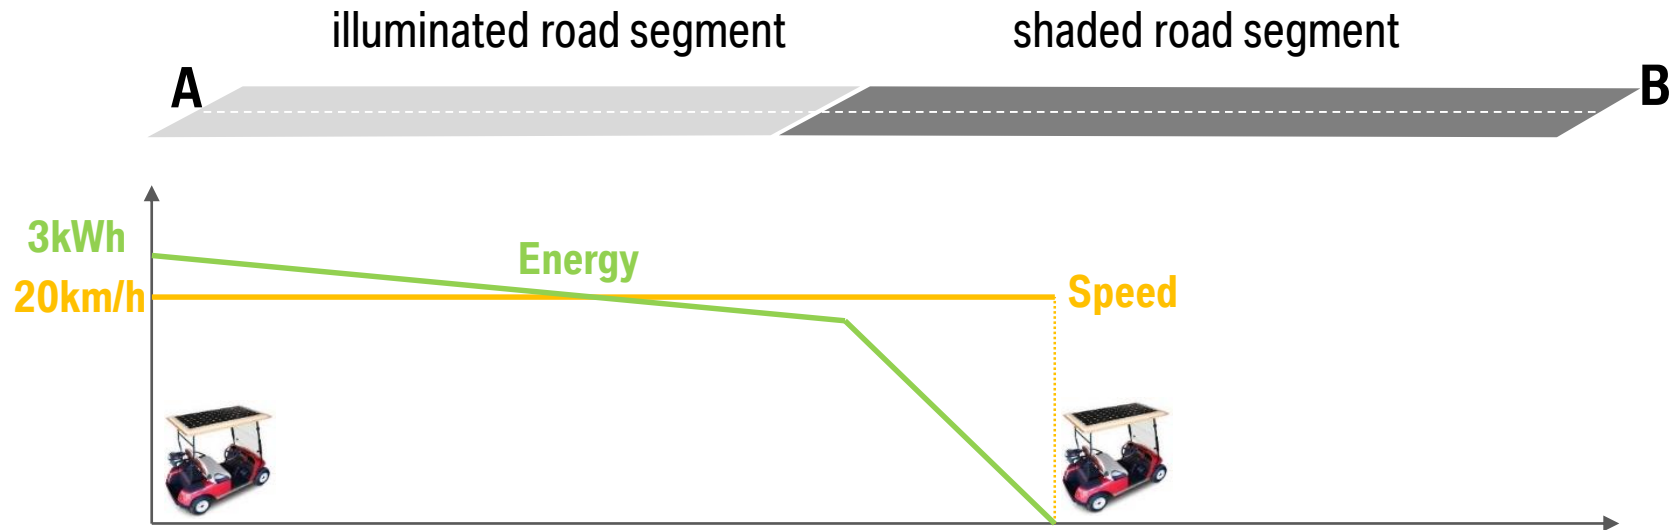 illuminated road segment
shaded road segment
A
B
3kWh
Energy
20km/h
Speed